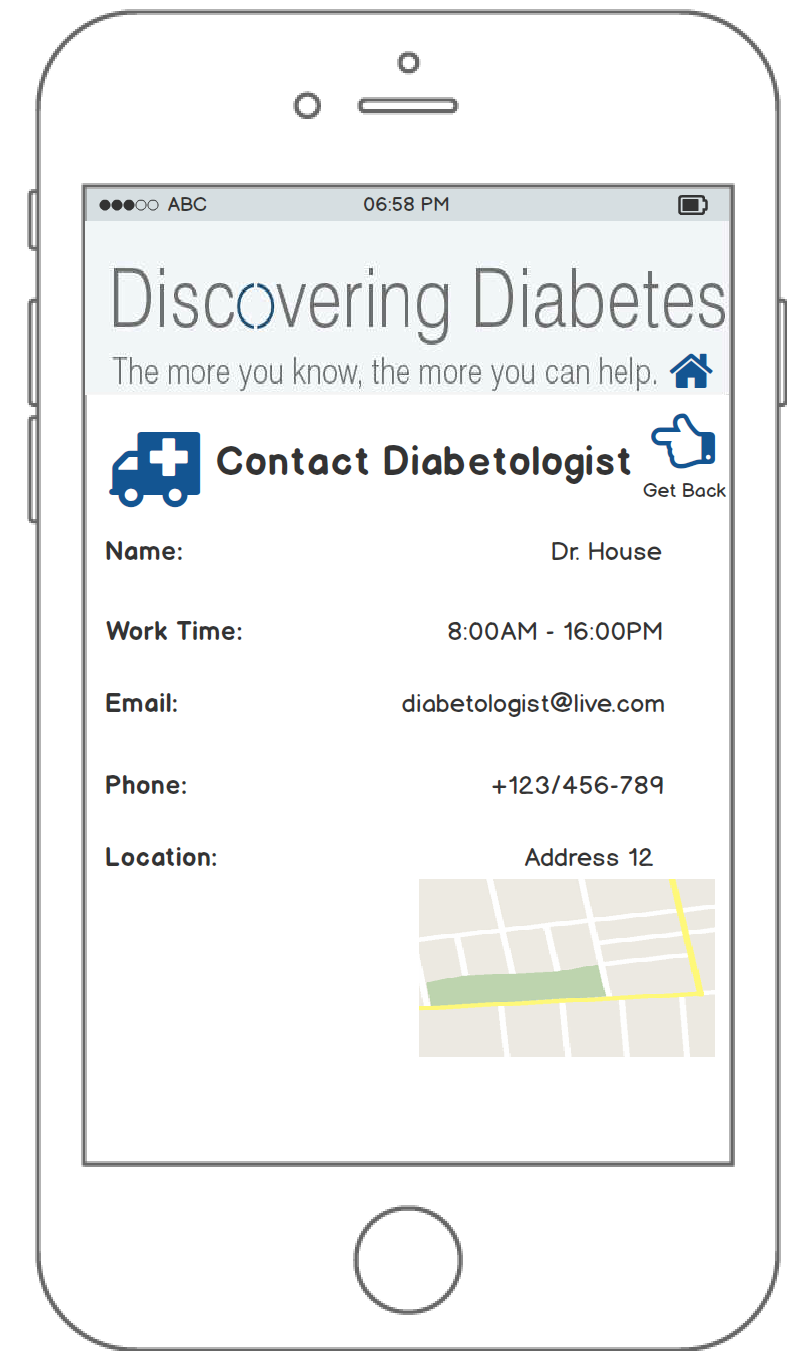 ABC 06:58 PM
Discovering Diabetes
The more you know, the more you can help.
Contact Diabetologist
Get Back
Name: Dr. House
Work Time: 8:00AM - 16:00PM
Email: diabetologist@live.com
Phone: +123/456-789
Location: Address 12